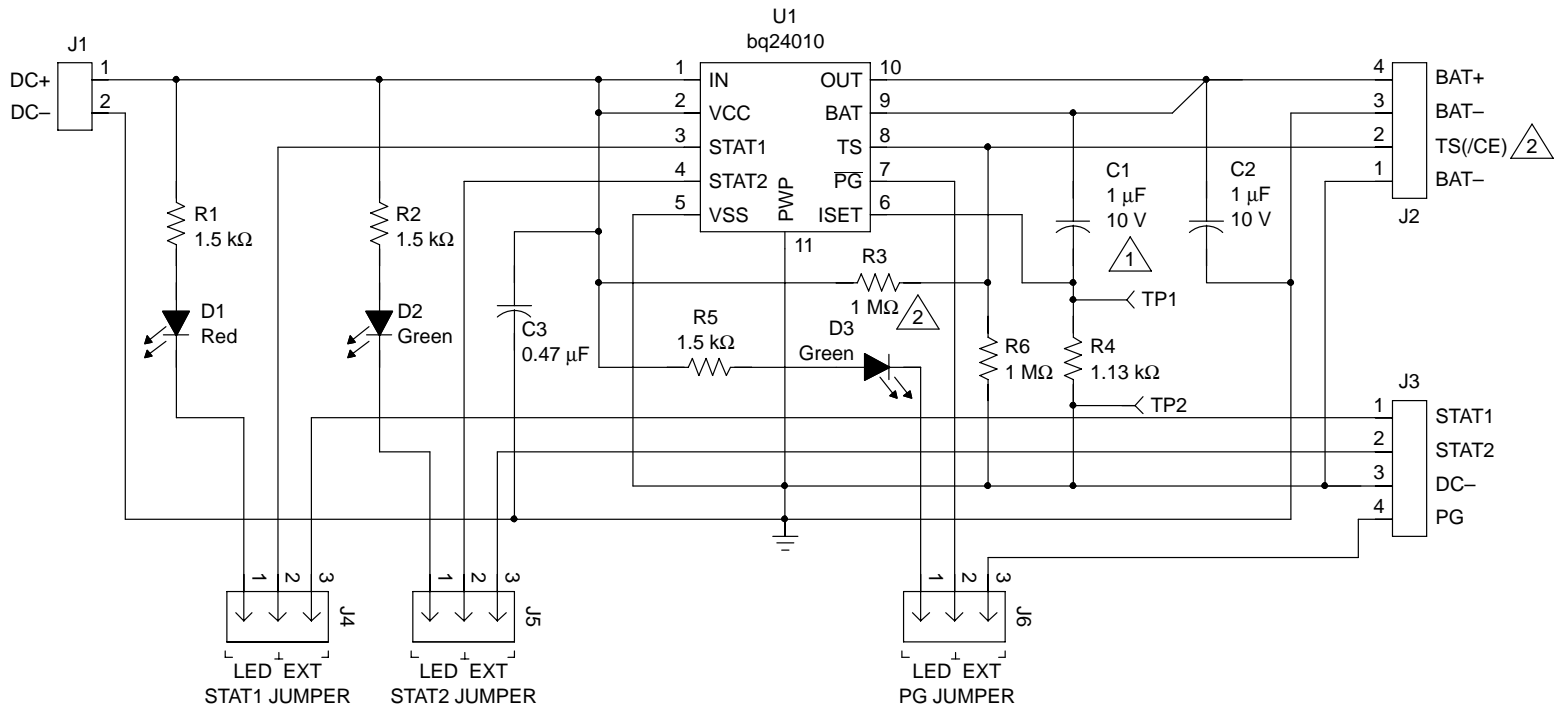 U1
bq24010
J1
DC+
DC–
1
2
1
2
3
4
5
IN
VCC
STAT1
STAT2
VSS
PWP
11
OUT
BAT
TS
PG
ISET
10
9
8
7
6
4
3
2
1
BAT+
BAT–
TS(/CE)
2
BAT–
J2
R1
1.5 kΩ
R2
1.5 kΩ
D1
Red
D2
Green
C3
0.47 μF
R5
1.5 kΩ
D3
Green
R3
1 MΩ
2
C1
1 μF
10 V
1
C2
1 μF
10 V
TP1
R6
1 MΩ
R4
1.13 kΩ
TP2
J3
1
2
3
4
STAT1
STAT2
DC–
PG
1
2
3
J4
LED EXT
STAT1 JUMPER
1
2
3
J5
LED EXT
STAT2 JUMPER
1
2
3
J6
LED EXT
PG JUMPER